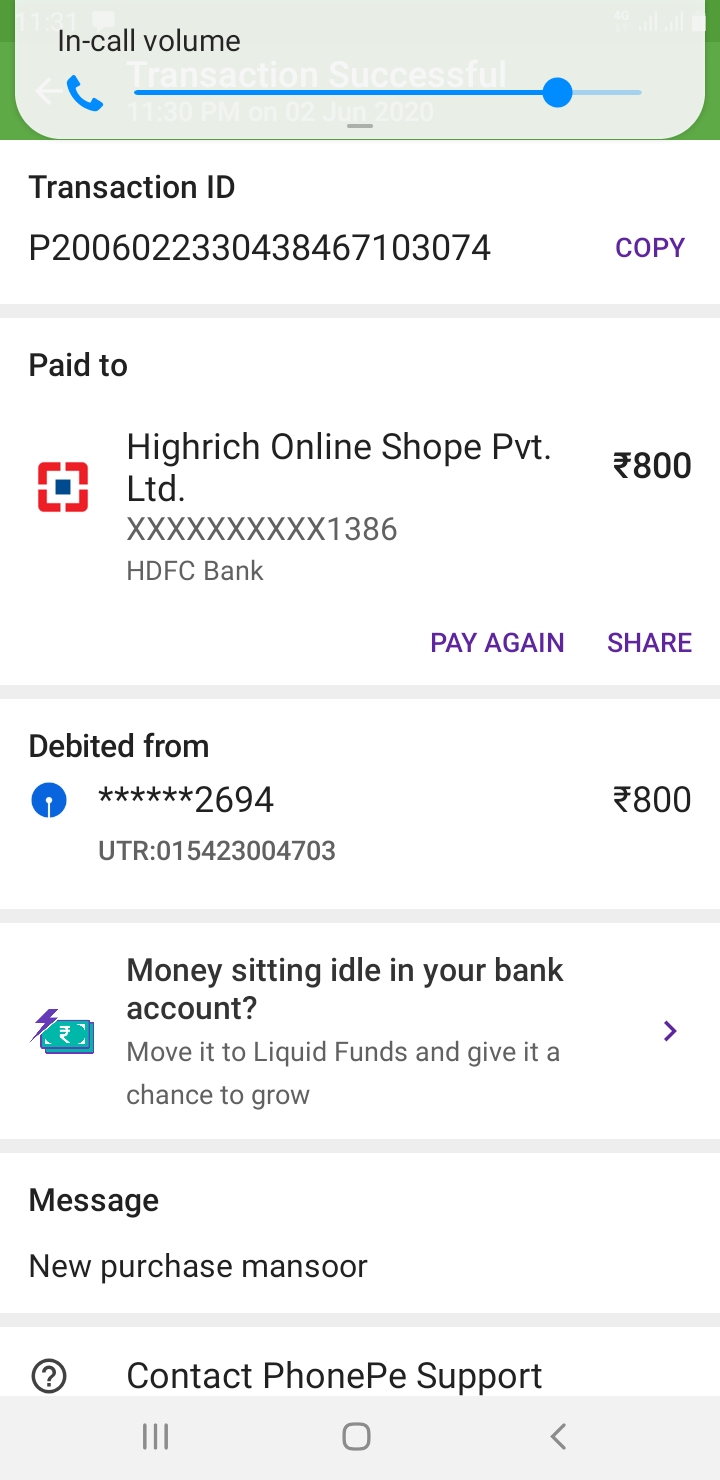 11:31
4G
In-call volume
Transaction Successful
11:30 PM on 02 Jun 2020
Transaction ID
P2006022330438467103074
COPY
Paid to
Highrich Online Shope Pvt.
Ltd.
₹800
XXXXXXXXXX1386
HDFC Bank
PAY AGAIN SHARE
Debited from
******2694
₹800
UTR:015423004703
Money sitting idle in your bank
account?
Move it to Liquid Funds and give it a
chance to grow
Message
New purchase mansoor
Contact PhonePe Support